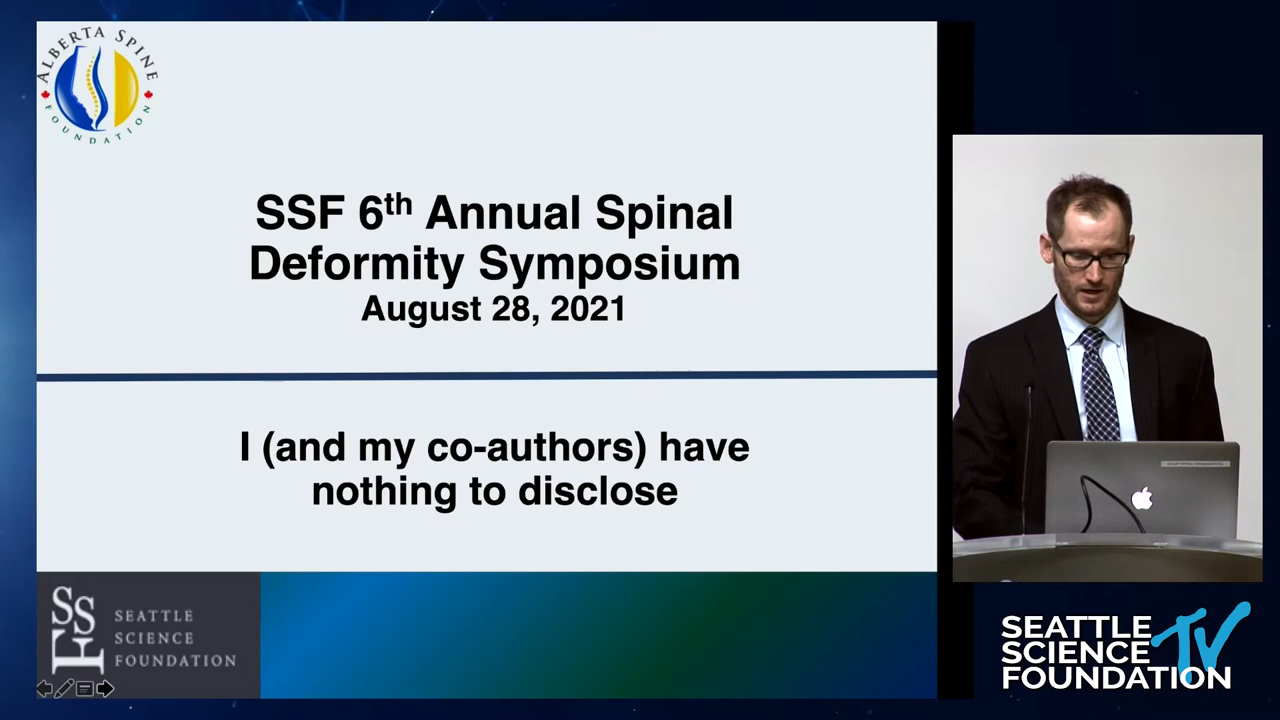 ALBERTA SPINE
FOUNDATION
SSF 6th Annual Spinal
Deformity Symposium
August 28, 2021
I (and my co-authors) have
nothing to disclose
SSF
SEATTLE
SCIENCE
FOUNDATION
SEATTLE
SCIENCE
FOUNDATION
TV